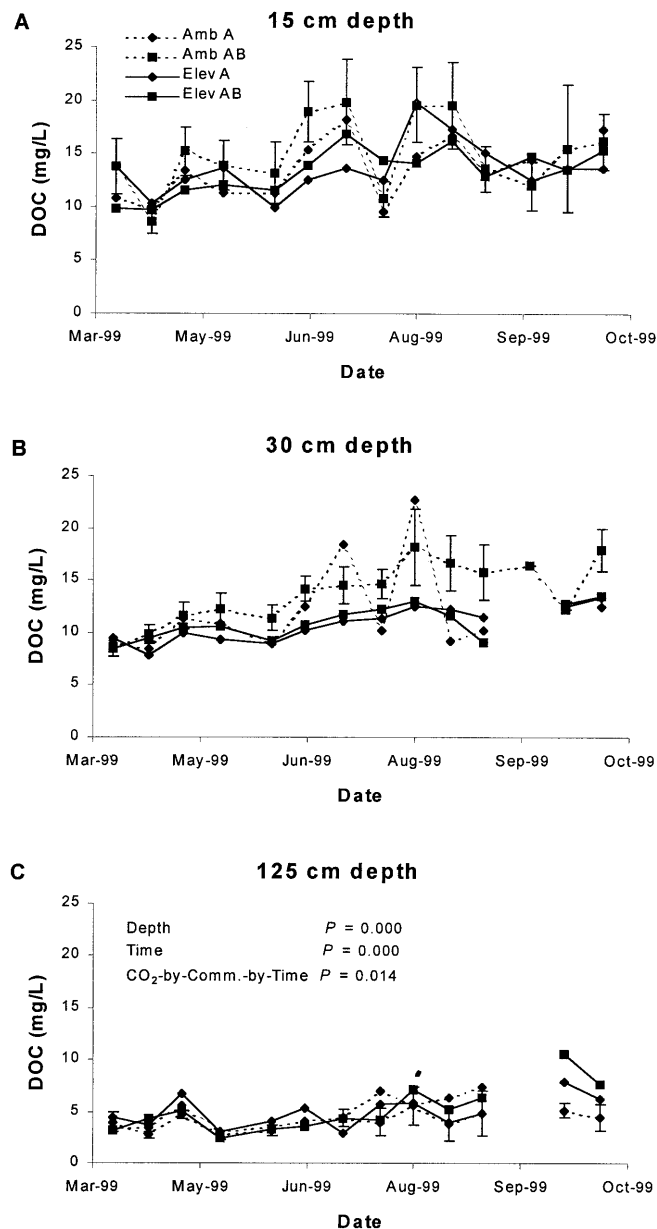 A
15 cm depth
Amb A
Amb AB
Elev A
Elev AB
25
20
15
10
5
0
DOC (mg/L)
Mar-99 May-99 Jun-99 Aug-99 Sep-99 Oct-99
Date
B
30 cm depth
25
20
15
10
5
0
DOC (mg/L)
Mar-99 May-99 Jun-99 Aug-99 Sep-99 Oct-99
Date
C
125 cm depth
25
20
15
10
5
0
DOC (mg/L)
Depth P = 0.000
Time P = 0.000
CO₂-by-Comm.-by-Time P = 0.014
Mar-99 May-99 Jun-99 Aug-99 Sep-99 Oct-99
Date